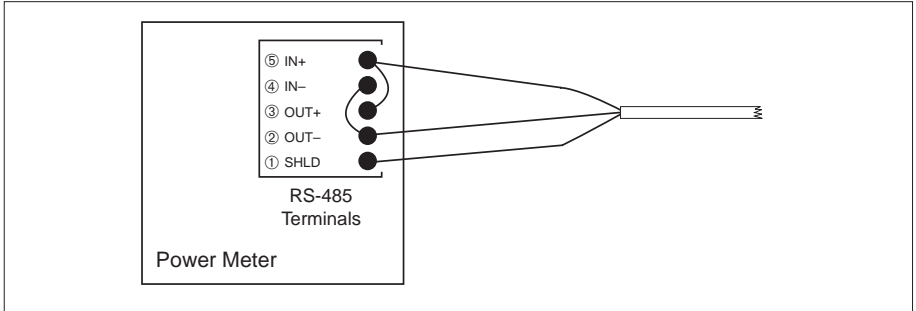 ⑤ IN+
④ IN–
③ OUT+
② OUT–
① SHLD
RS-485
Terminals
Power Meter